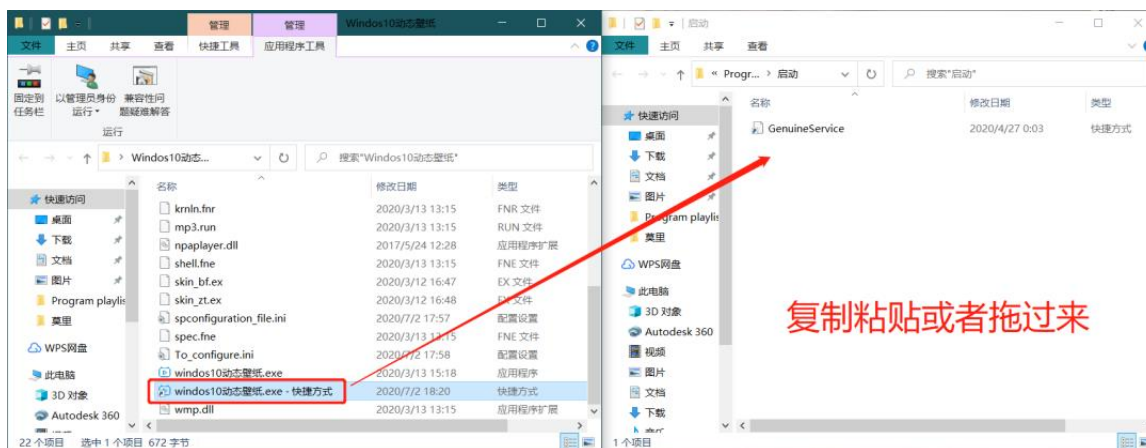 管理
管理
Windos10动态壁纸
文件
主页
共享
查看
快捷工具
应用程序工具
固定到
任务栏
以管理员身份
运行
兼容性问
题疑难解答
运行
Windos10动态...
搜索"Windos10动态壁纸"
快速访问
桌面
下载
文档
图片
Program playlis
莫里
WPS网盘
此电脑
3D 对象
Autodesk 360
名称 修改日期 类型
krnln.fnr 2020/3/13 13:15 FNR 文件
mp3.run 2020/3/13 13:15 RUN 文件
npaplayer.dll 2017/5/24 12:28 应用程序扩展
shell.fne 2020/3/13 13:15 FNE 文件
skin_bf.ex 2020/3/12 16:47 EX 文件
skin_zt.ex 2020/3/12 16:48 EX 文件
spconfiguration_file.ini 2020/7/2 17:57 配置设置
spec.fne 2020/3/13 13:15 FNE 文件
To_configure.ini 2020/7/2 17:58 配置设置
windos10动态壁纸.exe 2020/3/13 15:18 应用程序
windos10动态壁纸.exe - 快捷方式 2020/7/2 18:20 快捷方式
wmp.dll 2020/3/13 13:15 应用程序扩展
22 个项目 选中 1 个项目 672 字节
启动
文件
主页
共享
查看
« Progr... › 启动
搜索"启动"
快速访问
桌面
下载
文档
图片
Program playlis
莫里
WPS网盘
此电脑
3D 对象
Autodesk 360
视频
图片
文档
下载
音乐
名称 修改日期 类型
GenuineService 2020/4/27 0:03 快捷方式
复制粘贴或者拖过来
1 个项目